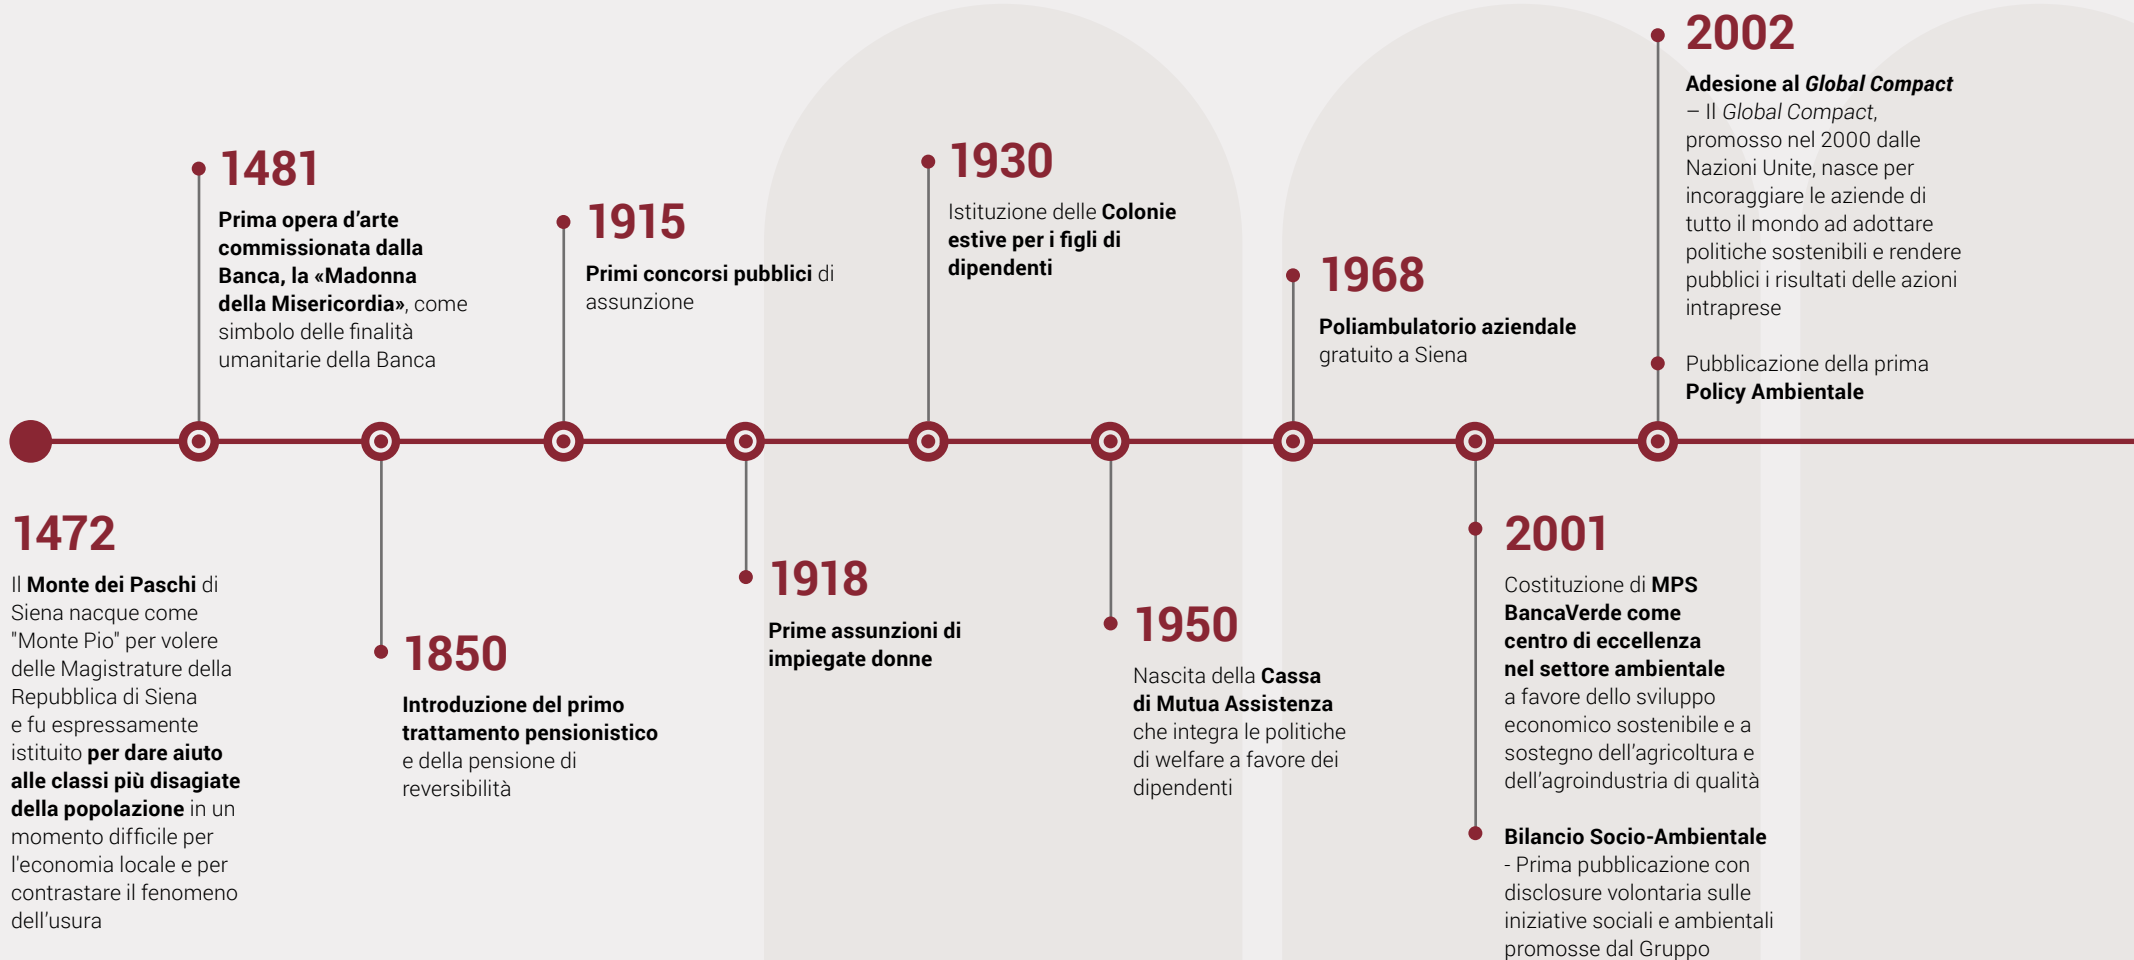 1472
Il Monte dei Paschi di
Siena nacque come
"Monte Pio" per volere
delle Magistrature della
Repubblica di Siena
e fu espressamente
istituito per dare aiuto
alle classi più disagiate
della popolazione in un
momento difficile per
l'economia locale e per
contrastare il fenomeno
dell'usura
1481
Prima opera d'arte
commissionata dalla
Banca, la «Madonna
della Misericordia», come
simbolo delle finalità
umanitarie della Banca
1850
Introduzione del primo
trattamento pensionistico
e della pensione di
reversibilità
1915
Primi concorsi pubblici di
assunzione
1918
Prime assunzioni di
impiegate donne
1930
Istituzione delle Colonie
estive per i figli di
dipendenti
1950
Nascita della Cassa
di Mutua Assistenza
che integra le politiche
di welfare a favore dei
dipendenti
1968
Poliambulatorio aziendale
gratuito a Siena
2001
Costituzione di MPS
BancaVerde come
centro di eccellenza
nel settore ambientale
a favore dello sviluppo
economico sostenibile e a
sostegno dell'agricoltura e
dell'agroindustria di qualità
Bilancio Socio-Ambientale
- Prima pubblicazione con
disclosure volontaria sulle
iniziative sociali e ambientali
promosse dal Gruppo
2002
Adesione al Global Compact
– Il Global Compact,
promosso nel 2000 dalle
Nazioni Unite, nasce per
incoraggiare le aziende di
tutto il mondo ad adottare
politiche sostenibili e rendere
pubblici i risultati delle azioni
intraprese
Pubblicazione della prima
Policy Ambientale